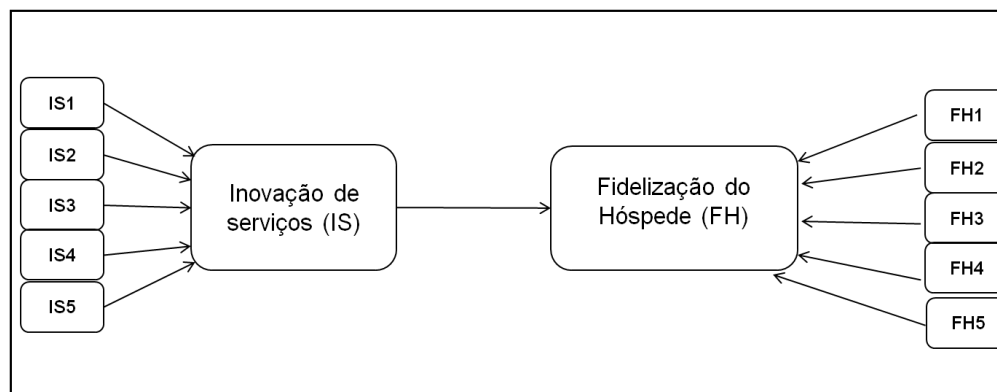 IS1
IS2
IS3
IS4
IS5
Inovação de
serviços (IS)
Fidelização do
Hóspede (FH)
FH1
FH2
FH3
FH4
FH5